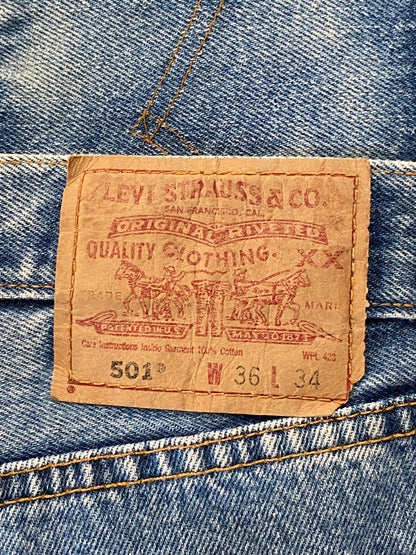 LEVI STRAUSS & CO.
SAN FRANCISCO, CAL.
ORIGINAL RIVETED
QUALITY CLOTHING.
XX
TRADE MARK
PATENTED IN U.S. MAY 20 1873
Care Instructions Inside Garment 100% Cotton WPL 423
501® W 36 L 34
®